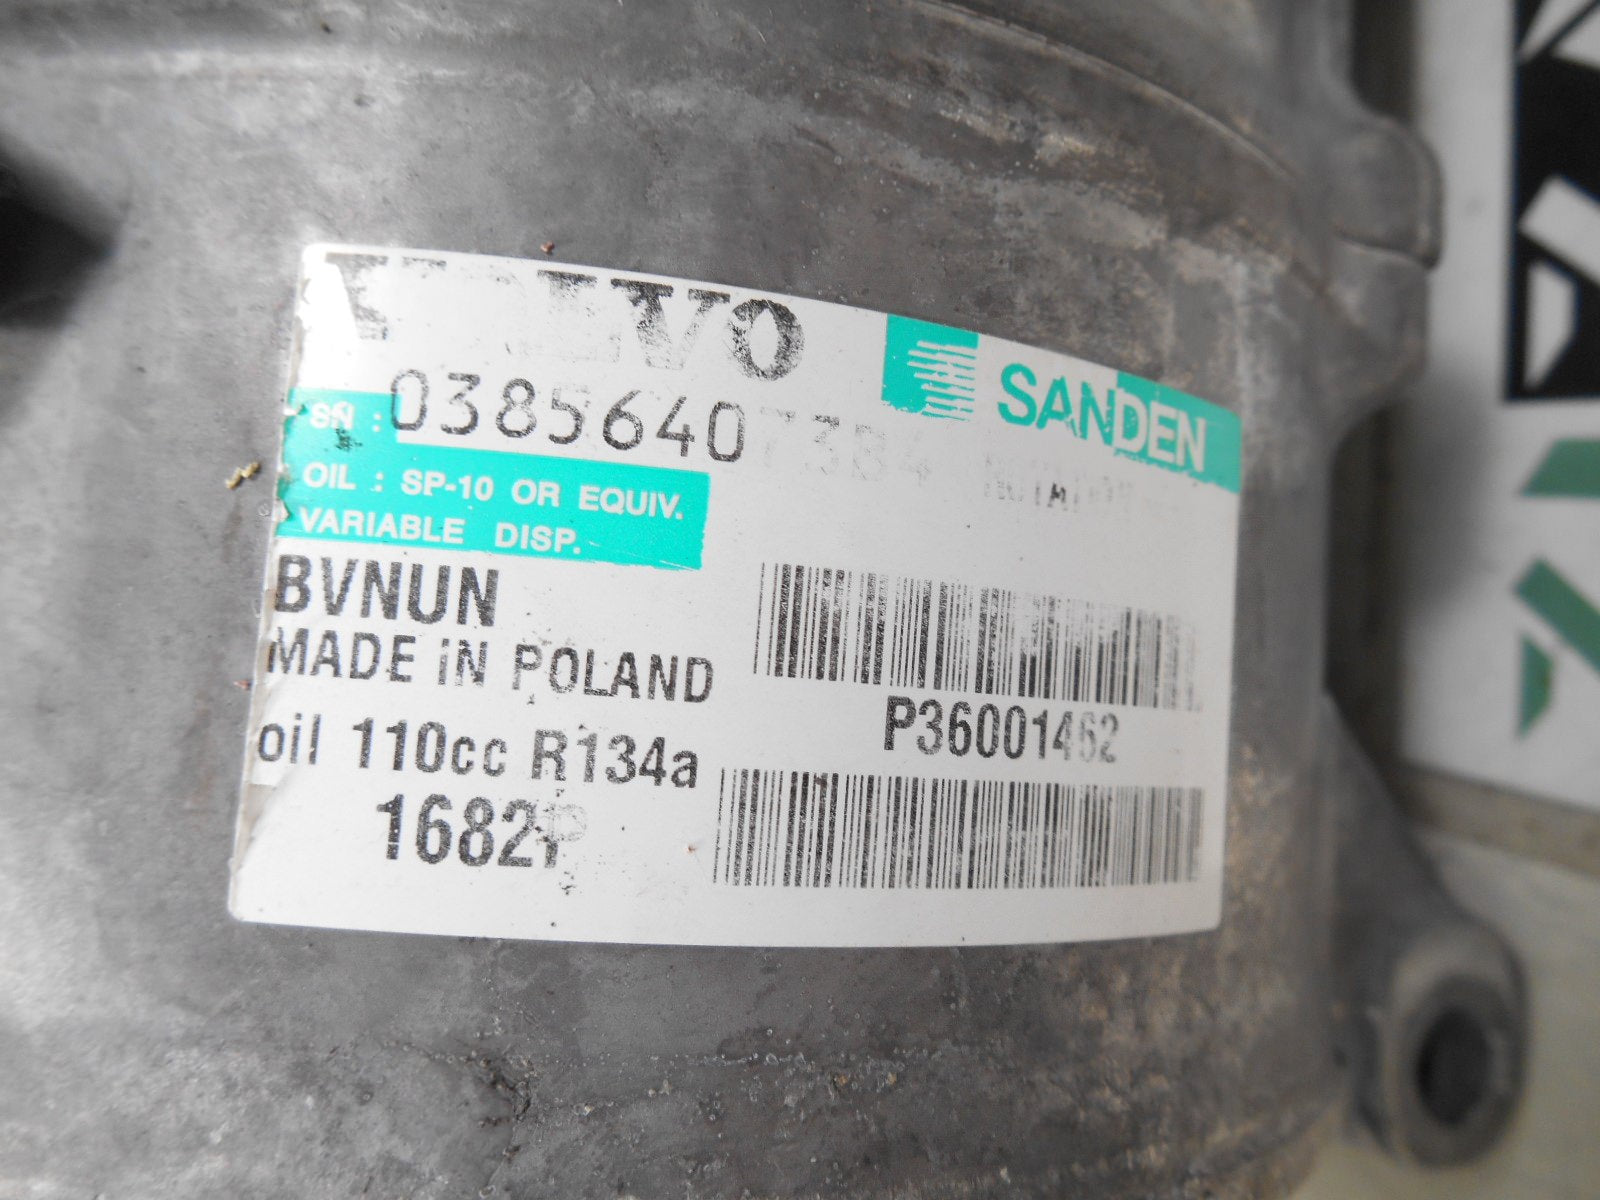 VOLVO
SANDEN
SN : 03856407384
OIL : SP-10 OR EQUIV.
VARIABLE DISP.
BVNUN
MADE iN POLAND
P36001462
oil 110cc R134a
1682P